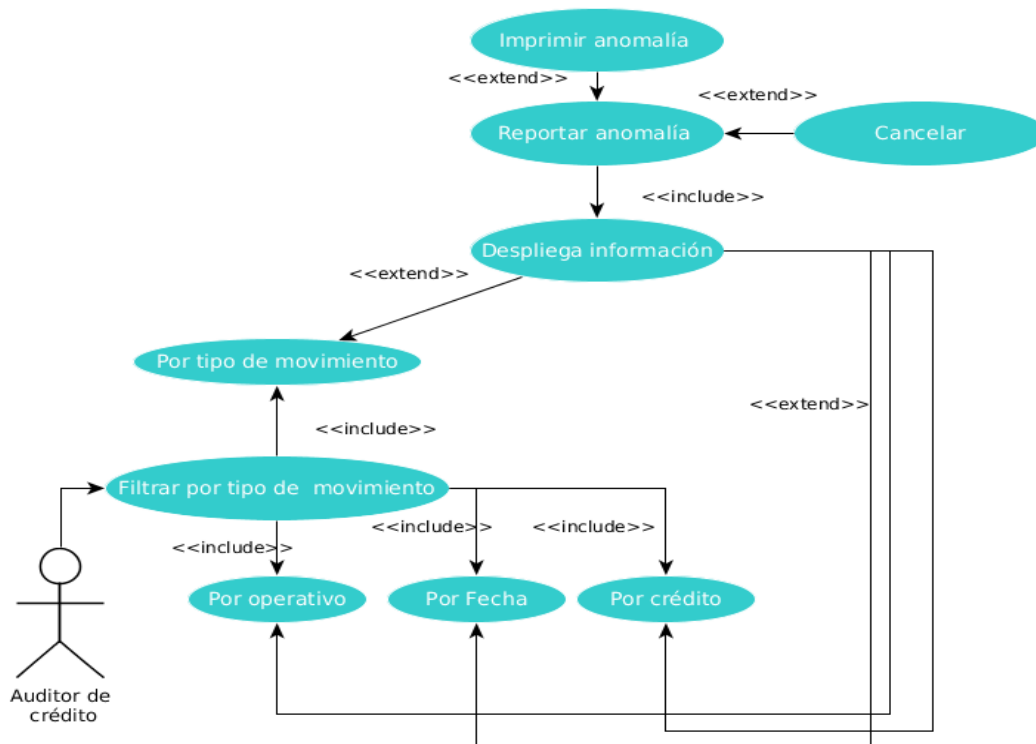 Imprimir anomalía
<<extend>>
<<extend>>
Reportar anomalía
Cancelar
<<include>>
Despliega información
<<extend>>
Por tipo de movimiento
<<extend>>
<<include>>
Filtrar por tipo de movimiento
<<include>>
<<include>>
<<include>>
Por operativo
Por Fecha
Por crédito
Auditor de
crédito